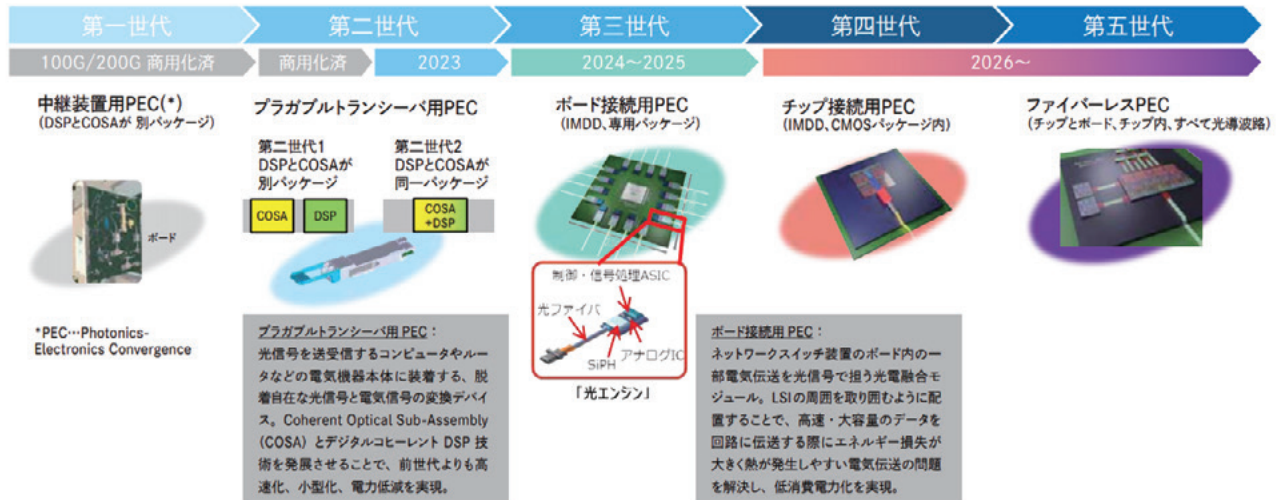 第一世代
第二世代
第三世代
第四世代
第五世代
100G/200G 商用化済
商用化済
2023
2024～2025
2026～
中継装置用PEC(*)
(DSPとCOSAが 別パッケージ)
ボード
*PEC…Photonics-
Electronics Convergence
プラガブルトランシーバ用PEC
第二世代1
DSPとCOSAが
別パッケージ
COSA
DSP
第二世代2
DSPとCOSAが
同一パッケージ
COSA
+DSP
プラガブルトランシーバ用 PEC：
光信号を送受信するコンピュータやルー
タなどの電気機器本体に装着する、脱
着自在な光信号と電気信号の変換デバイ
ス。Coherent Optical Sub-Assembly
(COSA) とデジタルコヒーレント DSP 技
術を発展させることで、前世代よりも高
速化、小型化、電力低減を実現。
ボード接続用PEC
(IMDD、専用パッケージ)
制御・信号処理ASIC
光ファイバ
アナログIC
SiPH
「光エンジン」
チップ接続用PEC
(IMDD、CMOSパッケージ内)
ボード接続用 PEC：
ネットワークスイッチ装置のボード内の一
部電気伝送を光信号で担う光電融合モ
ジュール。LSIの周囲を取り囲むように配
置することで、高速・大容量のデータを
回路に伝送する際にエネルギー損失が
大きく熱が発生しやすい電気伝送の問題
を解決し、低消費電力化を実現。
ファイバーレスPEC
(チップとボード、チップ内、すべて光導波路)